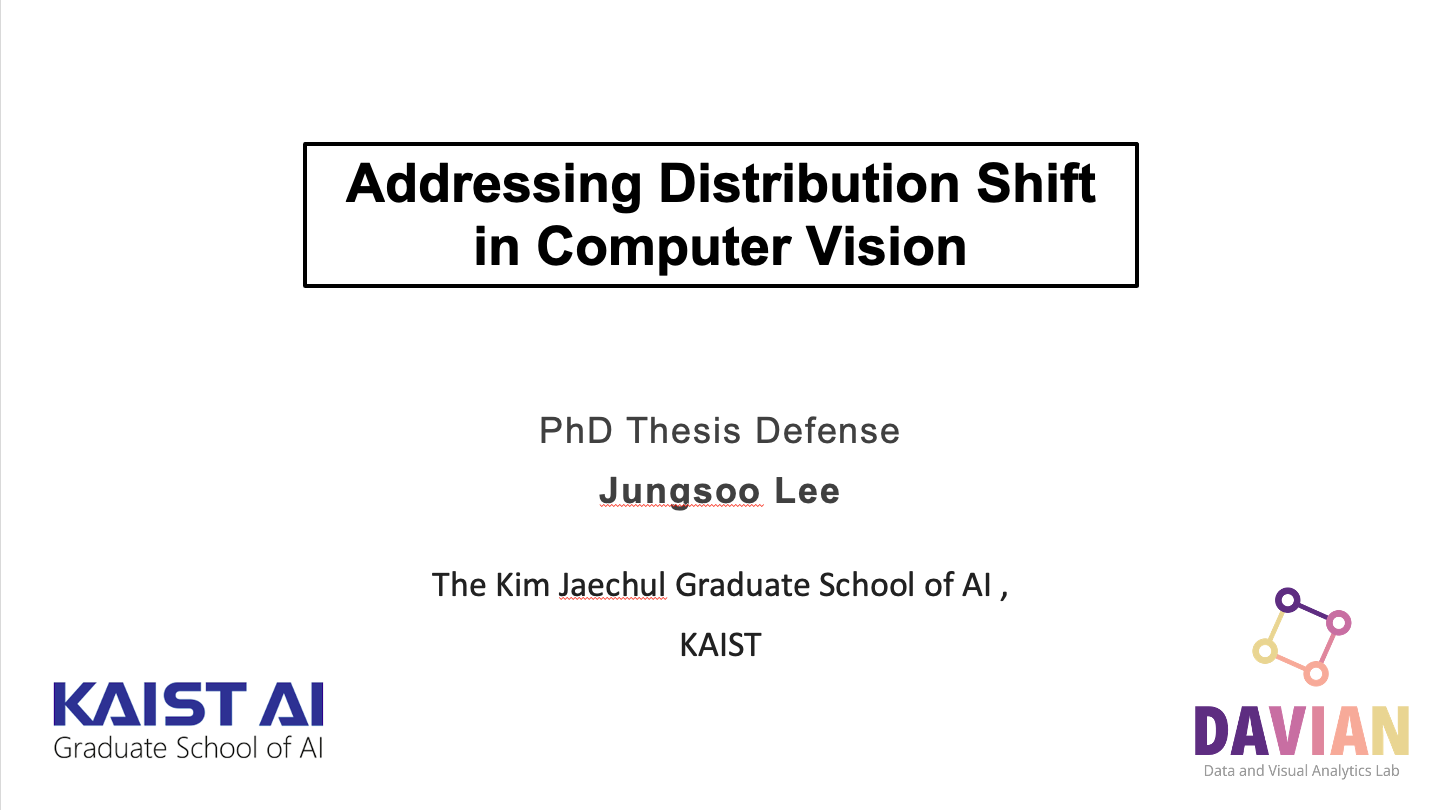 Addressing Distribution Shift
in Computer Vision
PhD Thesis Defense
Jungsoo Lee
The Kim Jaechul Graduate School of AI ,
KAIST
KAIST AI
Graduate School of AI
DAVIAN
Data and Visual Analytics Lab